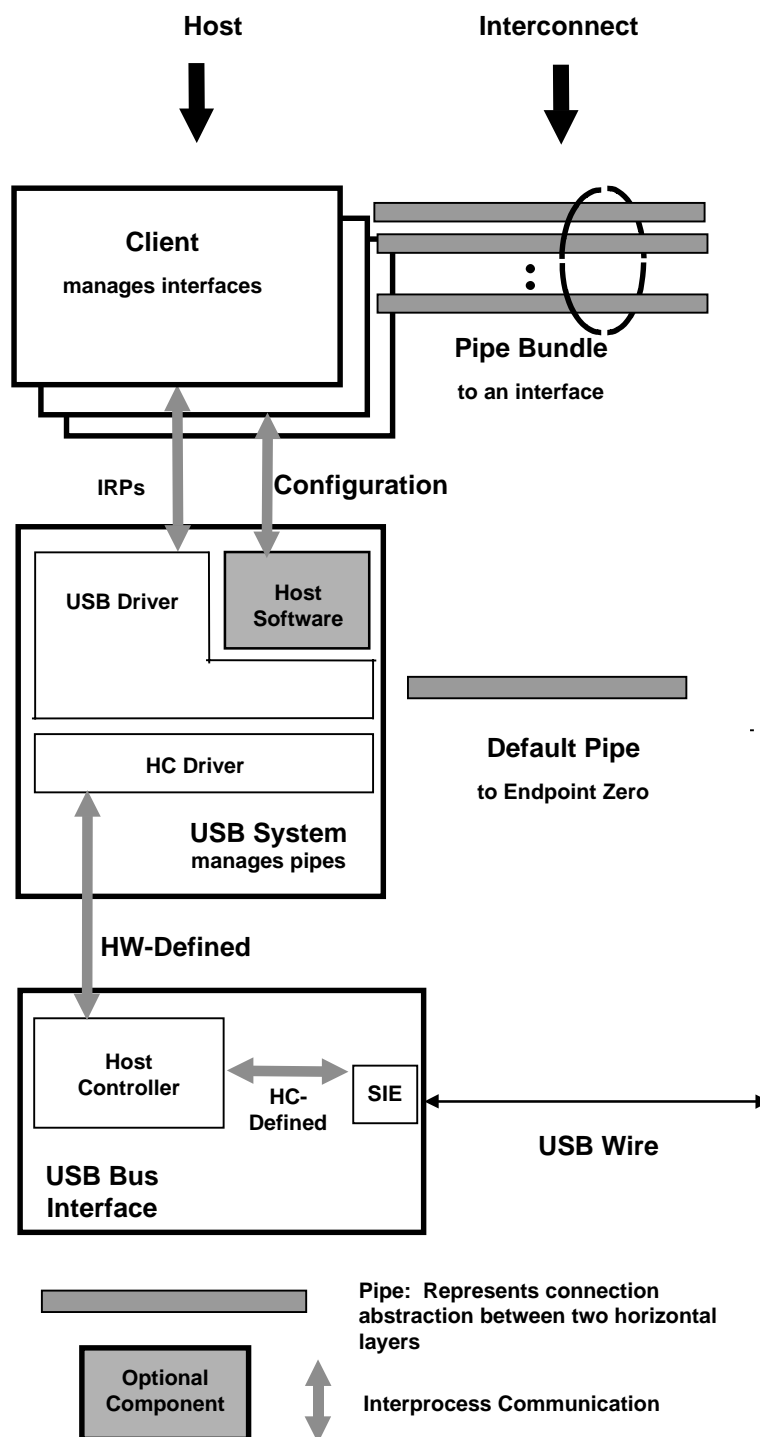 Host
Interconnect
Client
manages interfaces
Pipe Bundle
to an interface
IRPs
Configuration
USB Driver
Host
Software
HC Driver
Default Pipe
to Endpoint Zero
USB System
manages pipes
HW-Defined
Host
Controller
HC-
Defined
SIE
USB Wire
USB Bus
Interface
Pipe: Represents connection
abstraction between two horizontal
layers
Optional
Component
Interprocess Communication